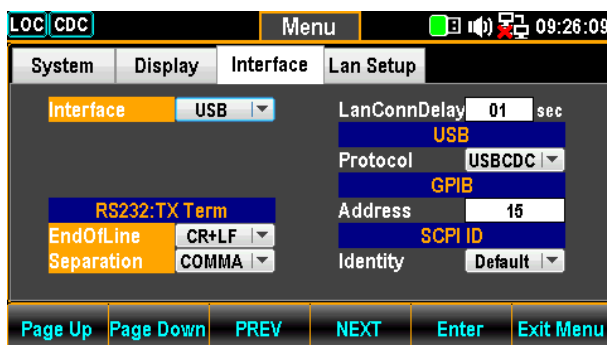 LOC CDC Menu 09:26:09
System Display Interface Lan Setup
Interface USB LanConnDelay 01 sec
USB
Protocol USBCDC
GPIB
RS232:TX Term Address 15
EndOfLine CR+LF SCPI ID
Separation COMMA Identity Default
Page Up Page Down PREV NEXT Enter Exit Menu